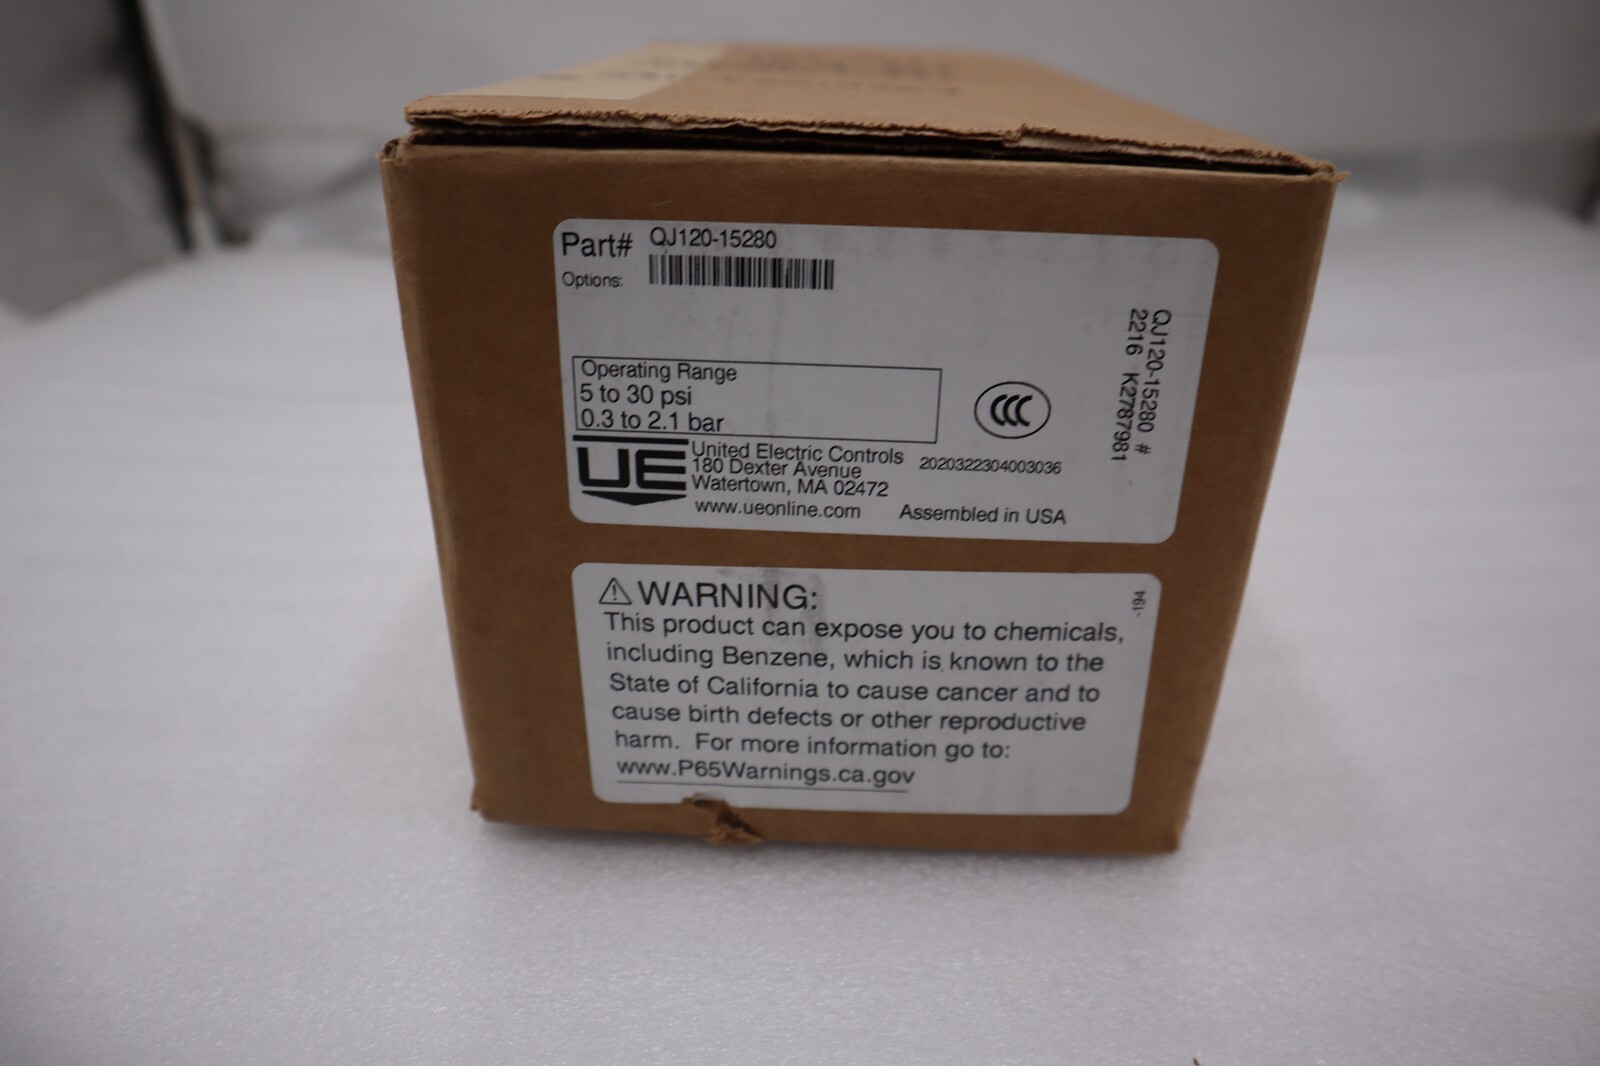 Part# QJ120-15280
Options:
Operating Range
5 to 30 psi
0.3 to 2.1 bar
CCC
UE
United Electric Controls
180 Dexter Avenue
Watertown, MA 02472
www.ueonline.com
2020322304003036
Assembled in USA
QJ120-15280 #
2216 K2787981
WARNING:
This product can expose you to chemicals,
including Benzene, which is known to the
State of California to cause cancer and to
cause birth defects or other reproductive
harm. For more information go to:
www.P65Warnings.ca.gov
-194